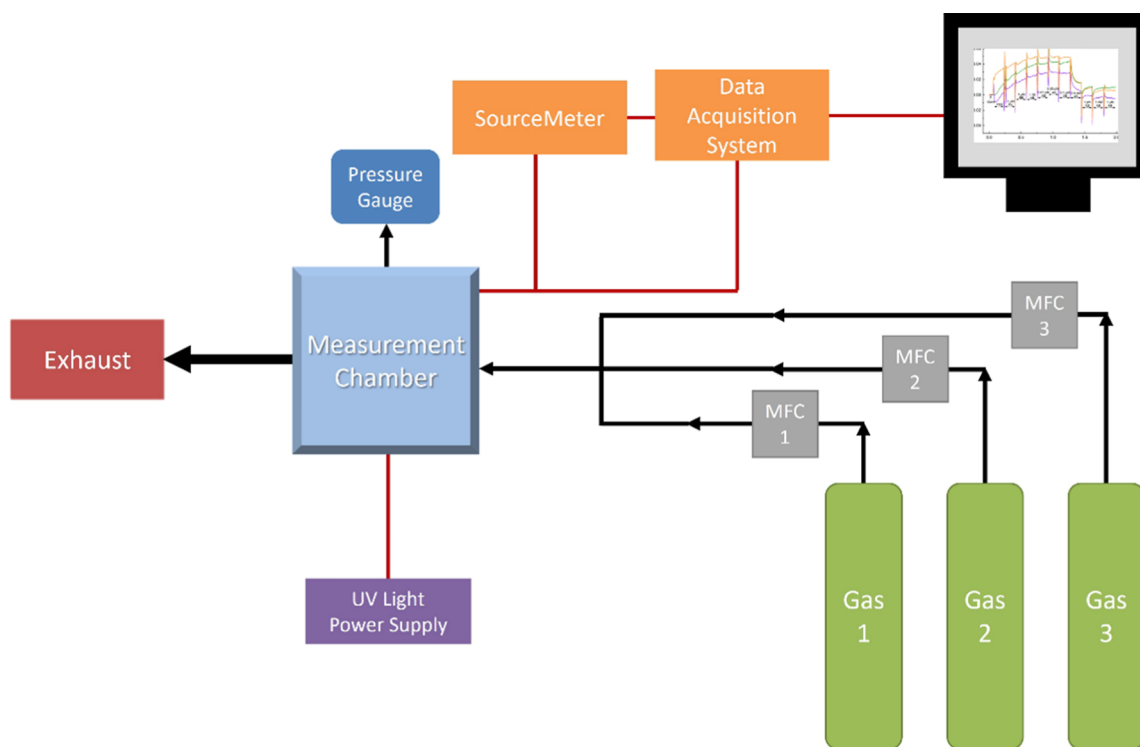 SourceMeter
Data
Acquisition
System
Pressure
Gauge
Exhaust
Measurement
Chamber
MFC
3
MFC
2
MFC
1
UV Light
Power Supply
Gas
1
Gas
2
Gas
3